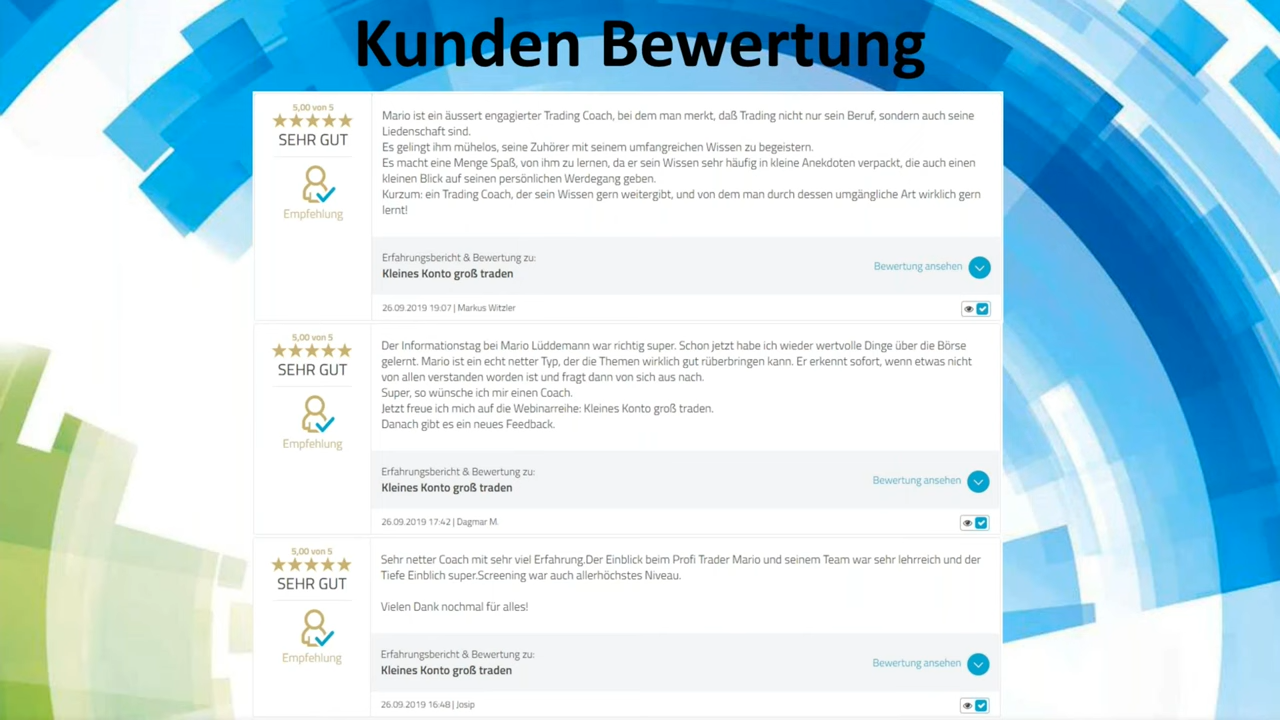 Kunden Bewertung
5,00 von 5
SEHR GUT
Empfehlung
Mario ist ein äussert engagierter Trading Coach, bei dem man merkt, daß Trading nicht nur sein Beruf, sondern auch seine
Liedenschaft sind.
Es gelingt ihm mühelos, seine Zuhörer mit seinem umfangreichen Wissen zu begeistern.
Es macht eine Menge Spaß, von ihm zu lernen, da er sein Wissen sehr häufig in kleine Anekdoten verpackt, die auch einen
kleinen Blick auf seinen persönlichen Werdegang geben.
Kurzum: ein Trading Coach, der sein Wissen gern weitergibt, und von dem man durch dessen umgängliche Art wirklich gern
lernt!
Erfahrungsbericht & Bewertung zu:
Kleines Konto groß traden
Bewertung ansehen
26.09.2019 19:07 | Markus Witzler
5,00 von 5
SEHR GUT
Empfehlung
Der Informationstag bei Mario Lüddemann war richtig super. Schon jetzt habe ich wieder wertvolle Dinge über die Börse
gelernt. Mario ist ein echt netter Typ, der die Themen wirklich gut rüberbringen kann. Er erkennt sofort, wenn etwas nicht
von allen verstanden worden ist und fragt dann von sich aus nach.
Super, so wünsche ich mir einen Coach.
Jetzt freue ich mich auf die Webinarreihe: Kleines Konto groß traden.
Danach gibt es ein neues Feedback.
Erfahrungsbericht & Bewertung zu:
Kleines Konto groß traden
Bewertung ansehen
26.09.2019 17:42 | Dagmar M.
5,00 von 5
SEHR GUT
Empfehlung
Sehr netter Coach mit sehr viel Erfahrung.Der Einblick beim Profi Trader Mario und seinem Team war sehr lehrreich und der
Tiefe Einblich super.Screening war auch allerhöchstes Niveau.
Vielen Dank nochmal für alles!
Erfahrungsbericht & Bewertung zu:
Kleines Konto groß traden
Bewertung ansehen
26.09.2019 16:48 | Josip